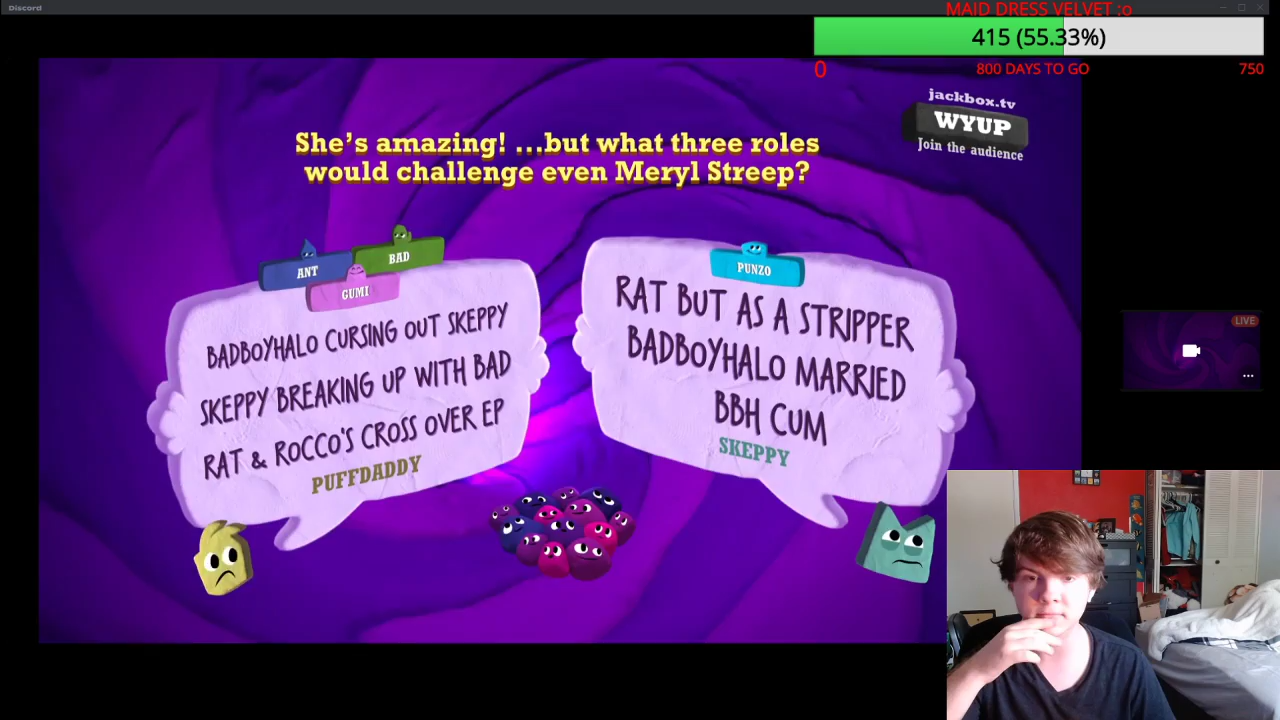 Discord
MAID DRESS VELVET :o
415 (55.33%)
0
800 DAYS TO GO
750
jackbox.tv
WYUP
Join the audience
She's amazing! ...but what three roles
would challenge even Meryl Streep?
ANT
BAD
GUMI
BADBOYHALO CURSING OUT SKEPPY
SKEPPY BREAKING UP WITH BAD
RAT & ROCCO'S CROSS OVER EP
PUFFDADDY
PUNZO
RAT BUT AS A STRIPPER
BADBOYHALO MARRIED
BBH CUM
SKEPPY
LIVE